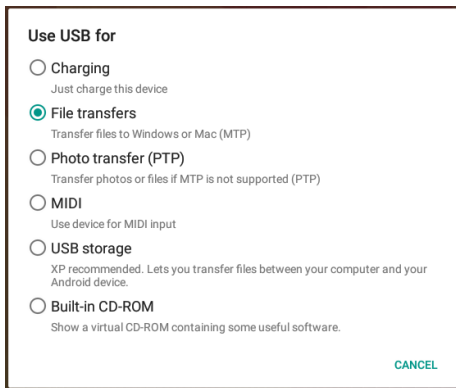 Use USB for
Charging
Just charge this device
File transfers
Transfer files to Windows or Mac (MTP)
Photo transfer (PTP)
Transfer photos or files if MTP is not supported (PTP)
MIDI
Use device for MIDI input
USB storage
XP recommended. Lets you transfer files between your computer and your
Android device.
Built-in CD-ROM
Show a virtual CD-ROM containing some useful software.
CANCEL